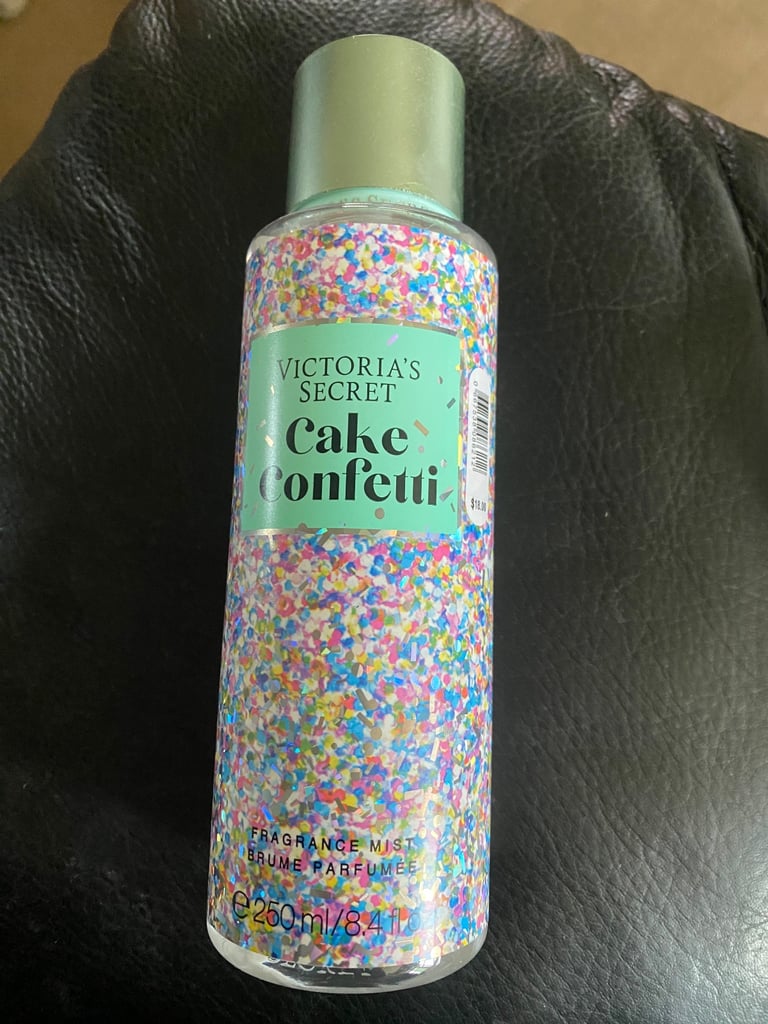 VICTORIA'S
SECRET
Cake
confetti
$18.00
FRAGRANCE MIST
BRUME PARFUMÉE
e 250 ml/8.4 fl